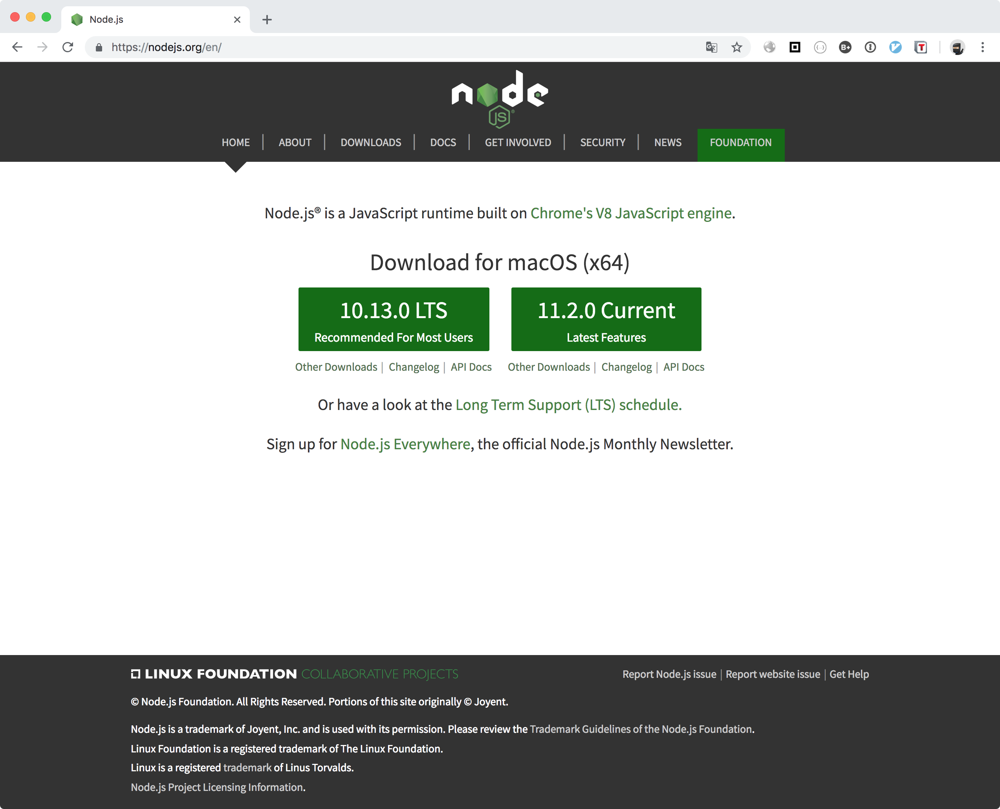 Node.js
https://nodejs.org/en/
node
JS®
HOME | ABOUT | DOWNLOADS | DOCS | GET INVOLVED | SECURITY | NEWS FOUNDATION
Node.js® is a JavaScript runtime built on Chrome's V8 JavaScript engine.
Download for macOS (x64)
10.13.0 LTS
Recommended For Most Users
11.2.0 Current
Latest Features
Other Downloads | Changelog | API Docs
Other Downloads | Changelog | API Docs
Or have a look at the Long Term Support (LTS) schedule.
Sign up for Node.js Everywhere, the official Node.js Monthly Newsletter.
LINUX FOUNDATION COLLABORATIVE PROJECTS
Report Node.js issue | Report website issue | Get Help
© Node.js Foundation. All Rights Reserved. Portions of this site originally © Joyent.
Node.js is a trademark of Joyent, Inc. and is used with its permission. Please review the Trademark Guidelines of the Node.js Foundation.
Linux Foundation is a registered trademark of The Linux Foundation.
Linux is a registered trademark of Linus Torvalds.
Node.js Project Licensing Information.